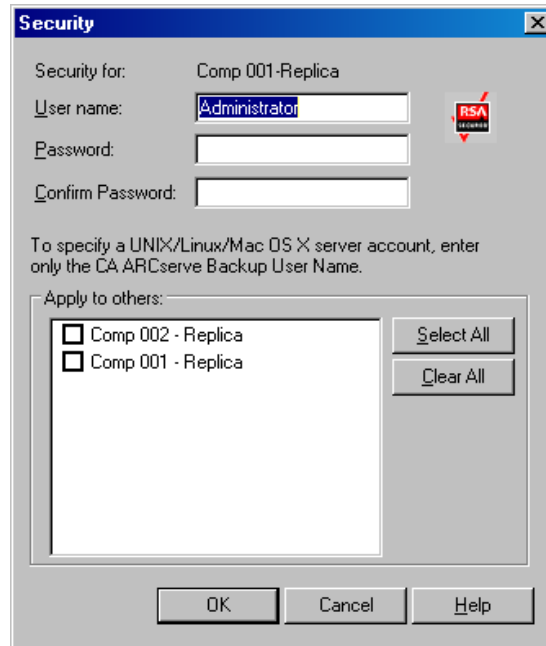 Security
Security for: Comp 001-Replica
User name: Administrator
RSA
SECURED
Password:
Confirm Password:
To specify a UNIX/Linux/Mac OS X server account, enter
only the CA ARCserve Backup User Name.
Apply to others:
Comp 002 - Replica
Comp 001 - Replica
Select All
Clear All
OK Cancel Help